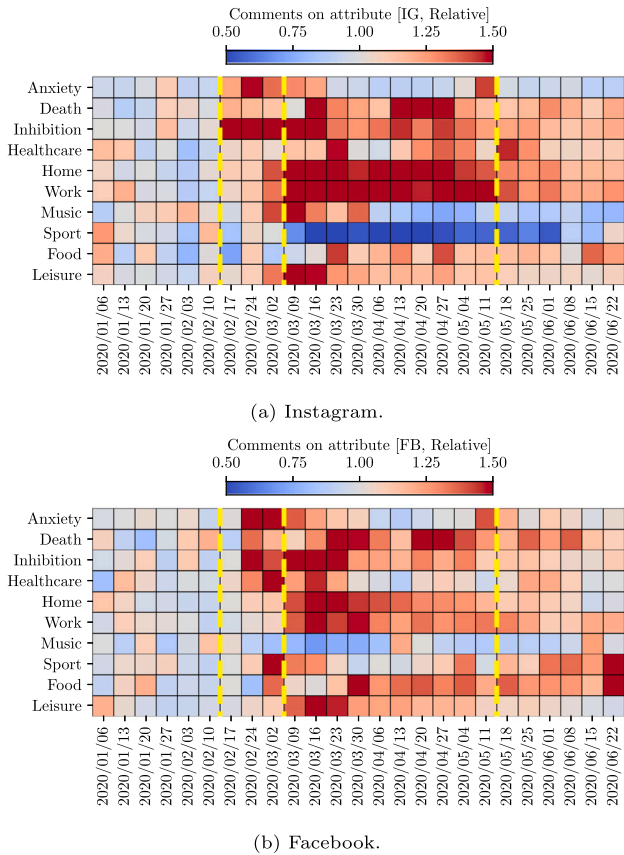 Comments on attribute [IG, Relative]
0.50 0.75 1.00 1.25 1.50
Anxiety
Death
Inhibition
Healthcare
Home
Work
Music
Sport
Food
Leisure
2020/01/06 2020/01/13 2020/01/20 2020/01/27 2020/02/03 2020/02/10 2020/02/17 2020/02/24 2020/03/02 2020/03/09 2020/03/16 2020/03/23 2020/03/30 2020/04/06 2020/04/13 2020/04/20 2020/04/27 2020/05/04 2020/05/11 2020/05/18 2020/05/25 2020/06/01 2020/06/08 2020/06/15 2020/06/22
(a) Instagram.
Comments on attribute [FB, Relative]
0.50 0.75 1.00 1.25 1.50
Anxiety
Death
Inhibition
Healthcare
Home
Work
Music
Sport
Food
Leisure
2020/01/06 2020/01/13 2020/01/20 2020/01/27 2020/02/03 2020/02/10 2020/02/17 2020/02/24 2020/03/02 2020/03/09 2020/03/16 2020/03/23 2020/03/30 2020/04/06 2020/04/13 2020/04/20 2020/04/27 2020/05/04 2020/05/11 2020/05/18 2020/05/25 2020/06/01 2020/06/08 2020/06/15 2020/06/22
(b) Facebook.